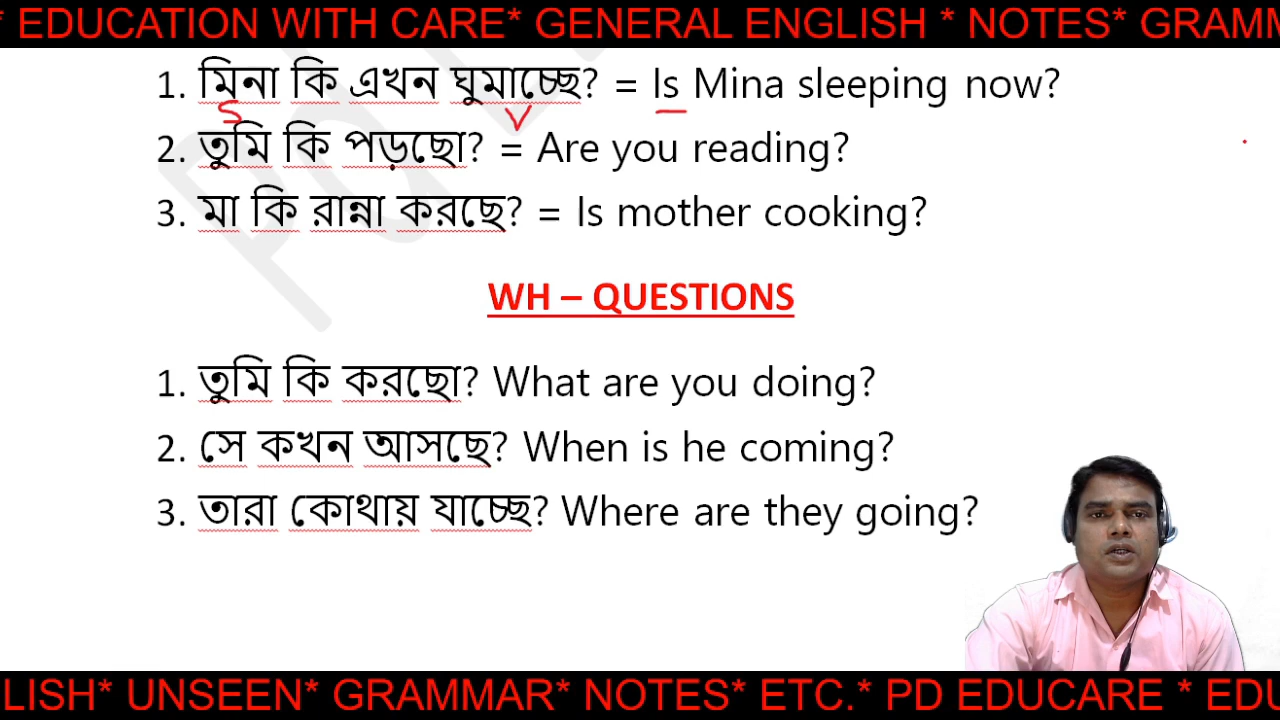 * EDUCATION WITH CARE* GENERAL ENGLISH * NOTES* GRAMM
1. মিনা কি এখন ঘুমাচ্ছে? = Is Mina sleeping now?
S V
2. তুমি কি পড়ছো? = Are you reading?
3. মা কি রান্না করছে? = Is mother cooking?
WH – QUESTIONS
1. তুমি কি করছো? What are you doing?
2. সে কখন আসছে? When is he coming?
3. তারা কোথায় যাচ্ছে? Where are they going?
LISH* UNSEEN* GRAMMAR* NOTES* ETC.* PD EDUCARE * EDU